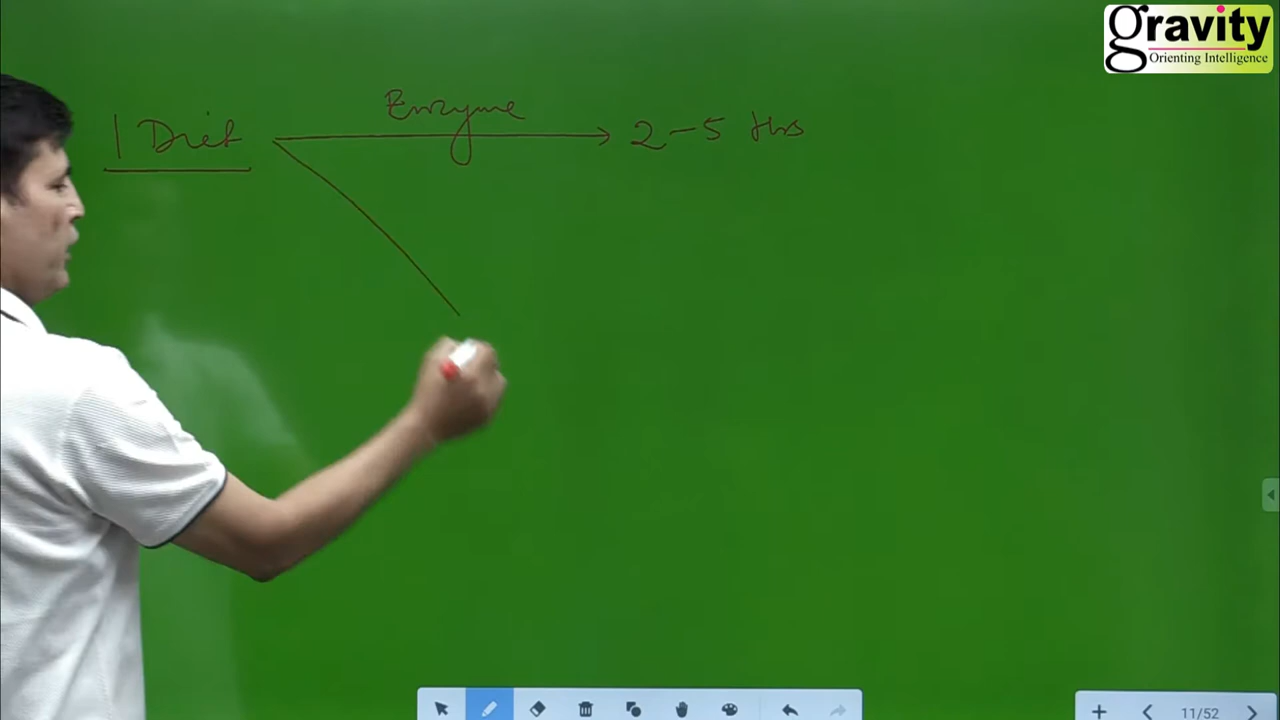 gravity
Orienting Intelligence
Enzyme
1 Diet 2-5 Hrs
11/52